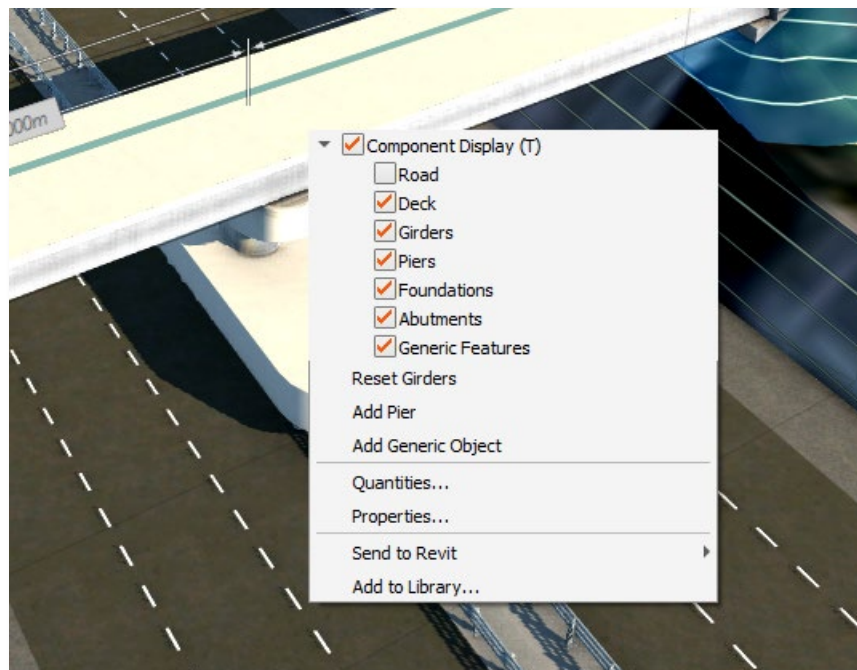 000m
Component Display (T)
Road
Deck
Girders
Piers
Foundations
Abutments
Generic Features
Reset Girders
Add Pier
Add Generic Object
Quantities...
Properties...
Send to Revit
Add to Library...